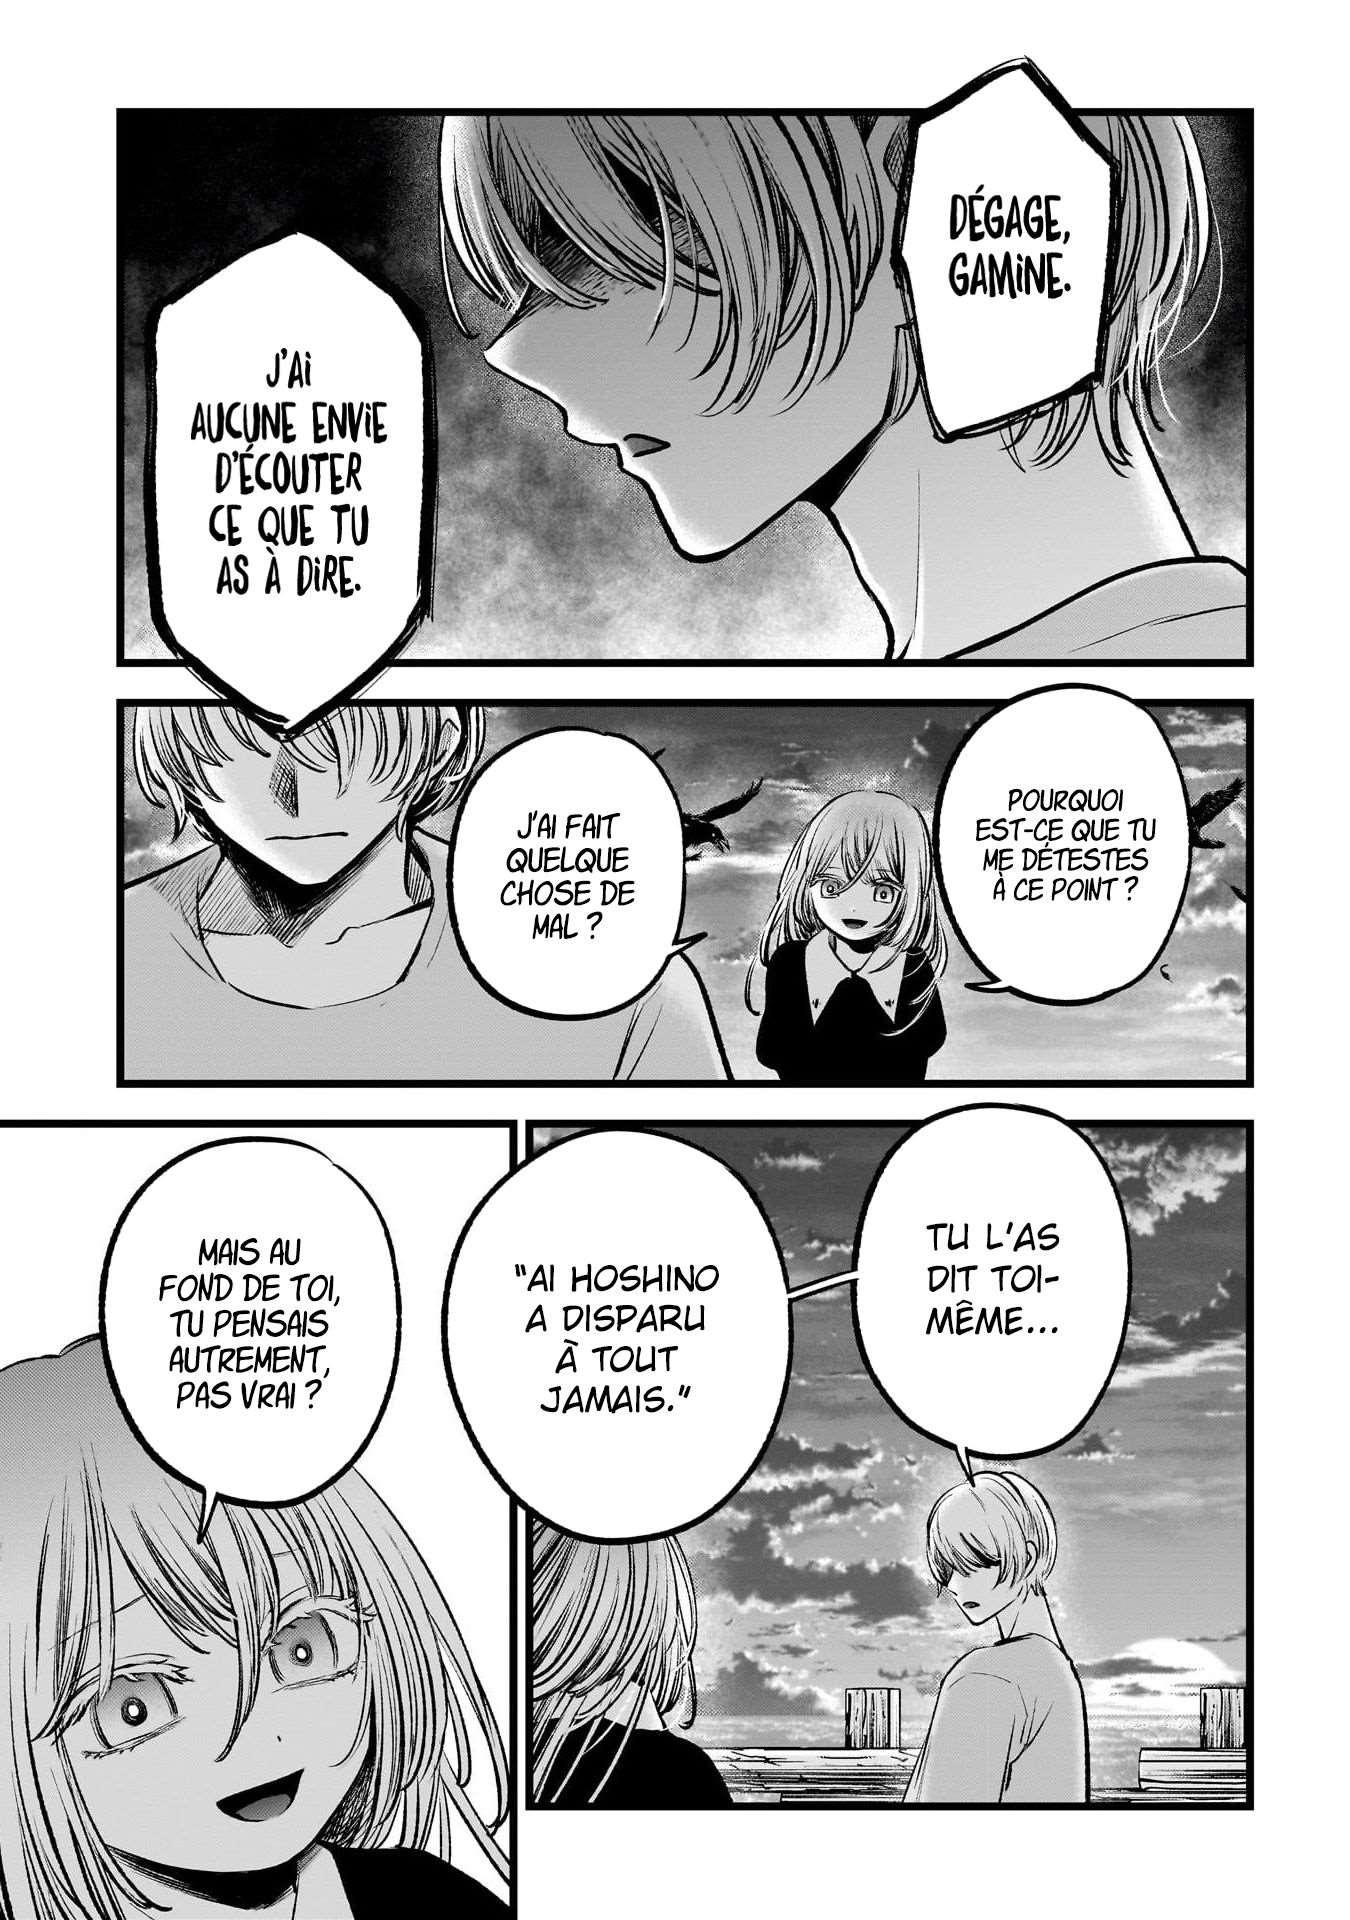 DÉGAGE,
GAMINE.
J'AI
AUCUNE ENVIE
D'ÉCOUTER
CE QUE TU
AS À DIRE.
POURQUOI
EST-CE QUE TU
ME DÉTESTES
À CE POINT ?
J'AI FAIT
QUELQUE
CHOSE DE
MAL ?
TU L'AS
DIT TOI-
MÊME...
"AI HOSHINO
A DISPARU
À TOUT
JAMAIS."
MAIS AU
FOND DE TOI,
TU PENSAIS
AUTREMENT,
PAS VRAI ?